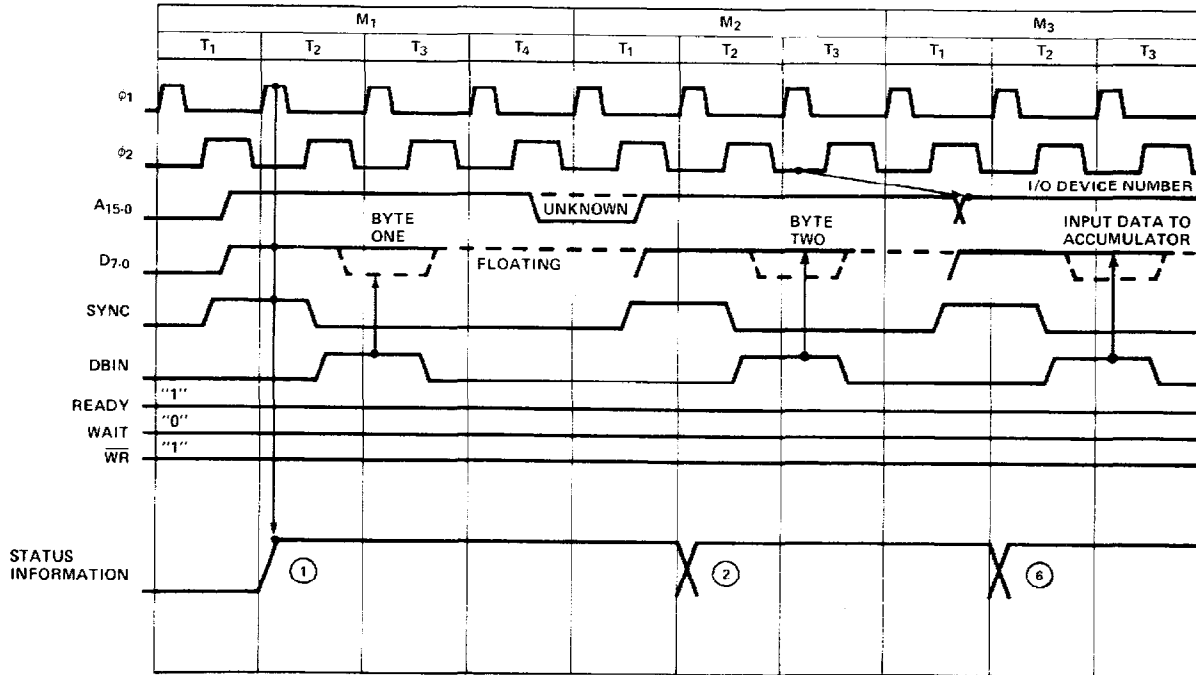 M1 M2 M3
T1 T2 T3 T4 T1 T2 T3 T1 T2 T3
φ1
φ2
I/O DEVICE NUMBER
A15-0
UNKNOWN
BYTE
ONE
BYTE
TWO
INPUT DATA TO
ACCUMULATOR
D7-0
FLOATING
SYNC
DBIN
READY "1"
WAIT "0"
WR "1"
STATUS
INFORMATION
1 2 6